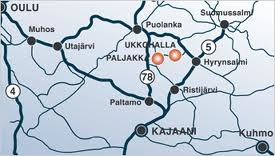 OULU
Suomussalmi
Puolanka
Muhos
Utajärvi
UKKOHALLA
5
PALJAKKA
Hyrynsalmi
78
4
Paltamo
Ristijärvi
KAJAANI
Kuhmo